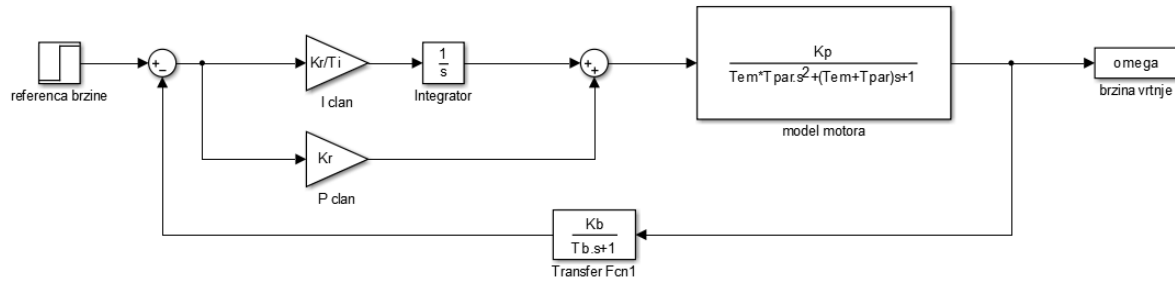 referenca brzine
+
−
Kr/Ti
I clan
1
s
Integrator
+
+
Kp
Tem*Tpar.s²+(Tem+Tpar)s+1
model motora
omega
brzina vrtnje
Kr
P clan
Kb
Tb.s+1
Transfer Fcn1